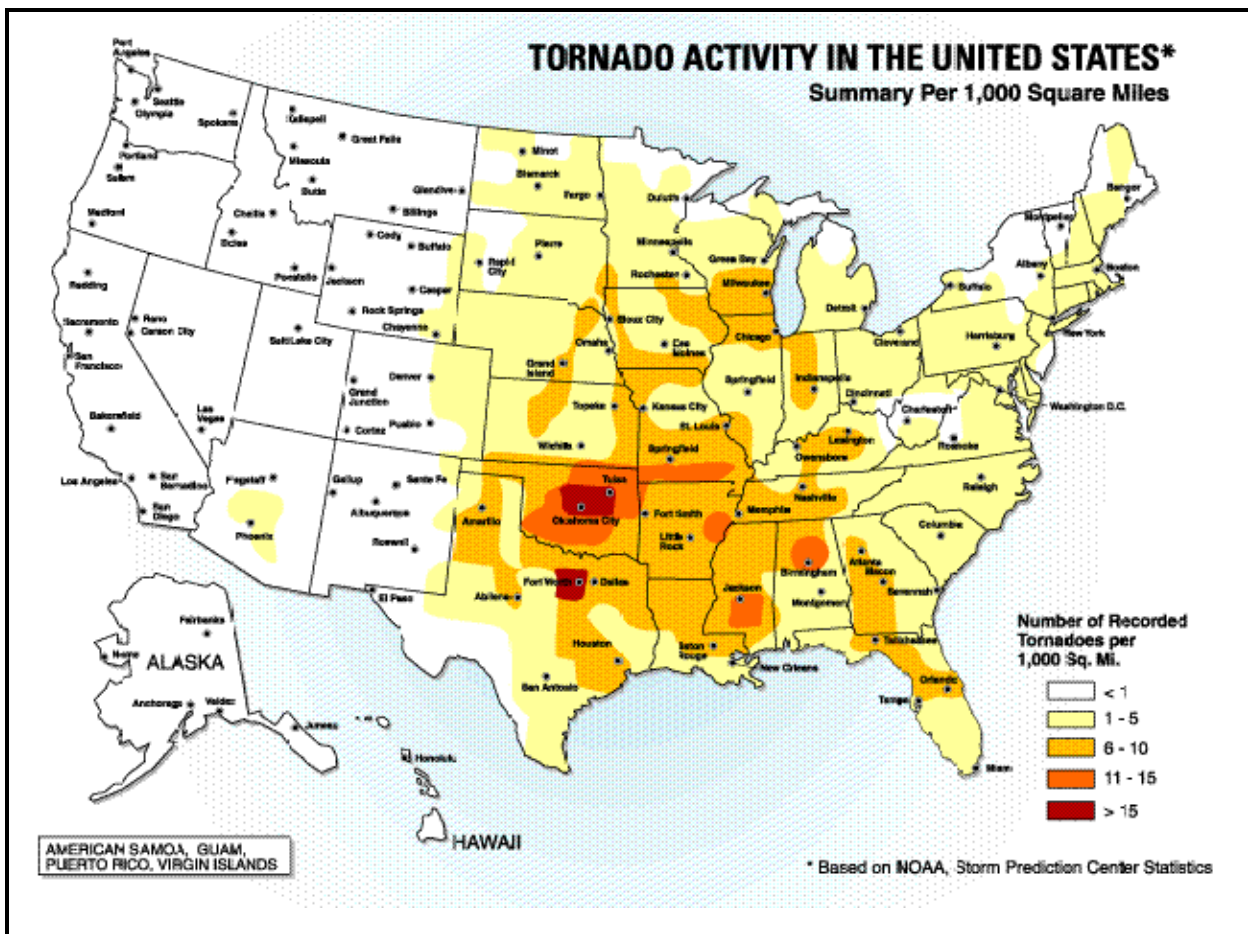 TORNADO ACTIVITY IN THE UNITED STATES*
Summary Per 1,000 Square Miles
Port Angeles
Seattle
Olympia
Spokane
Portland
Salem
Medford
Kalispell
Great Falls
Missoula
Butte
Glendive
Billings
Challis
Boise
Pocatello
Cody
Buffalo
Jackson
Casper
Rock Springs
Cheyenne
Minot
Bismarck
Fargo
Duluth
Pierre
Rapid City
Minneapolis
Rochester
Green Bay
Milwaukee
Bangor
Montpelier
Albany
Boston
Buffalo
Detroit
New York
Redding
Reno
Carson City
Sacramento
San Francisco
Salt Lake City
Sioux City
Des Moines
Omaha
Grand Island
Chicago
Cleveland
Harrisburg
Denver
Grand Junction
Pueblo
Cortez
Springfield
Indianapolis
Cincinnati
Washington D.C.
Charleston
Roanoke
Bakersfield
Las Vegas
Topeka
Kansas City
St. Louis
Wichita
Springfield
Lexington
Owensboro
Los Angeles
San Bernadino
San Diego
Flagstaff
Phoenix
Gallup
Santa Fe
Albuquerque
Roswell
Amarillo
Tulsa
Oklahoma City
Fort Smith
Little Rock
Memphis
Nashville
Raleigh
Columbia
El Paso
Abilene
Fort Worth
Dallas
Jackson
Birmingham
Montgomery
Atlanta
Macon
Savannah
Houston
San Antonio
Baton Rouge
New Orleans
Tallahassee
Orlando
Tampa
Miami
Fairbanks
Nome
ALASKA
Anchorage
Valdez
Juneau
Honolulu
HAWAII
Number of Recorded
Tornadoes per
1,000 Sq. Mi.
< 1
1 - 5
6 - 10
11 - 15
> 15
AMERICAN SAMOA, GUAM,
PUERTO RICO, VIRGIN ISLANDS
* Based on NOAA, Storm Prediction Center Statistics